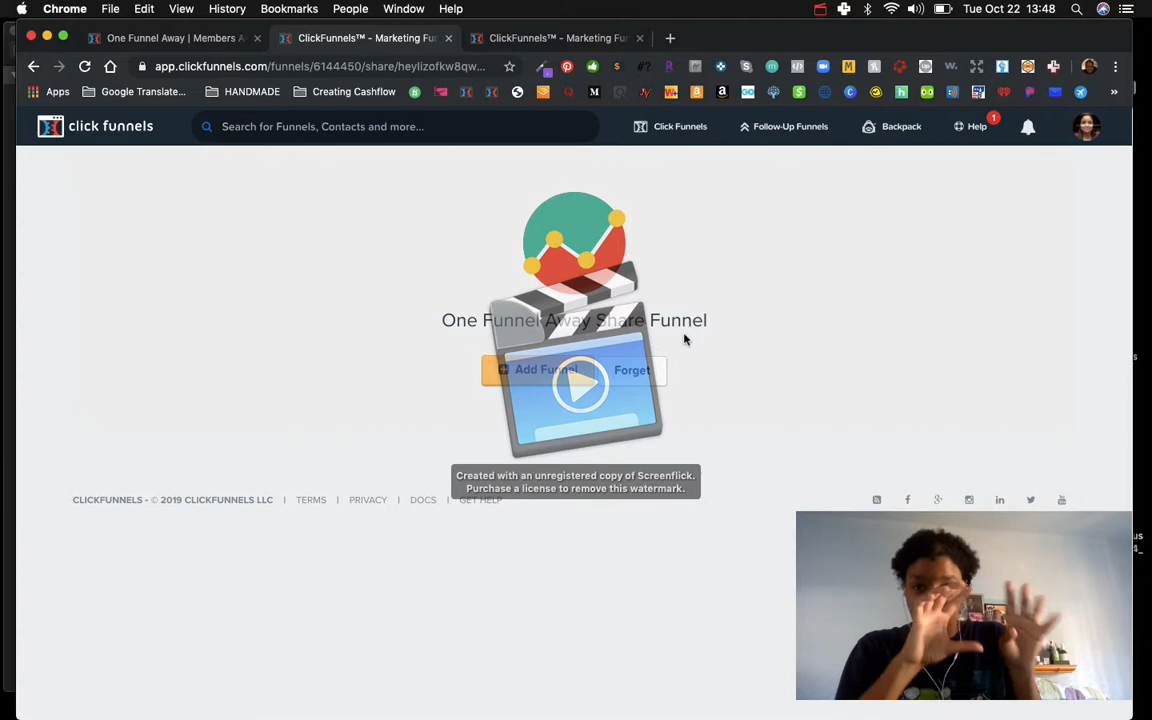 Chrome File Edit View History Bookmarks People Window Help Tue Oct 22 13:48
One Funnel Away | Members A
ClickFunnels™ – Marketing Fun
ClickFunnels™ – Marketing Fun
app.clickfunnels.com/funnels/6144450/share/heylizofkw8qw...
Apps Google Translate... HANDMADE Creating Cashflow
click funnels Search for Funnels, Contacts and more... Click Funnels Follow-Up Funnels Backpack Help 1
One Funnel Away Share Funnel
Add Funnel Forget
Created with an unregistered copy of Screenflick.
Purchase a license to remove this watermark.
CLICKFUNNELS - © 2019 CLICKFUNNELS LLC | TERMS | PRIVACY | DOCS | GET HELP